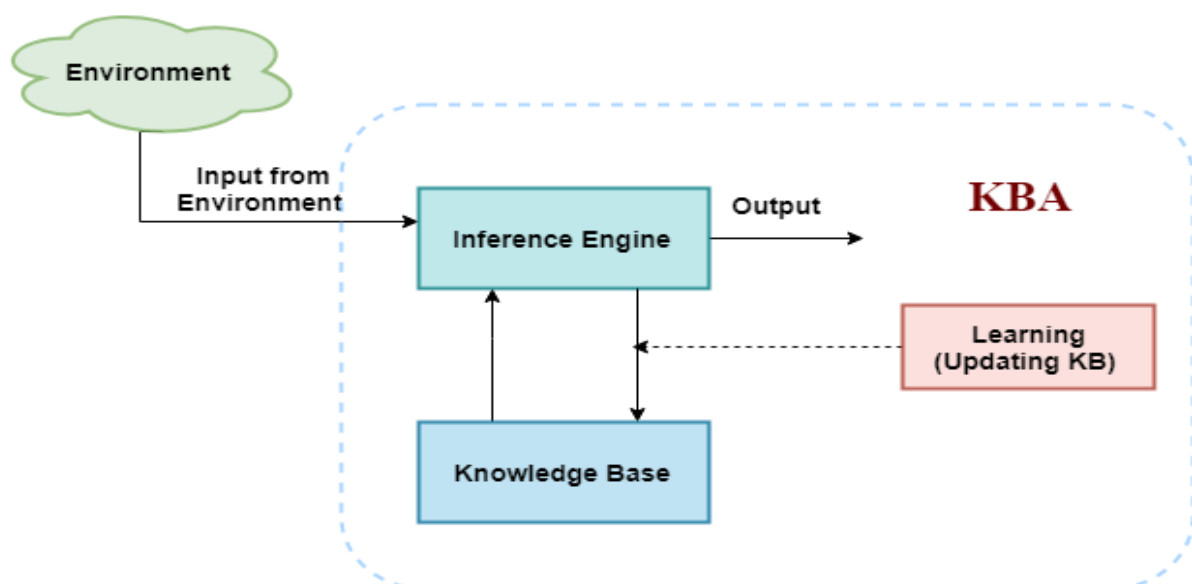 Environment
Input from
Environment
Inference Engine
Output
KBA
Learning
(Updating KB)
Knowledge Base